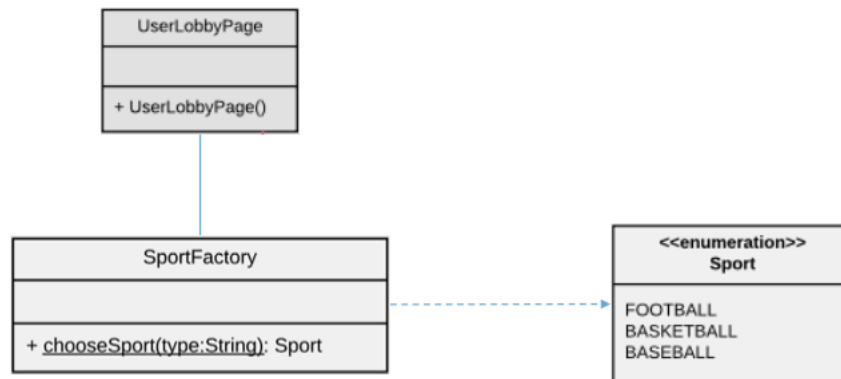 UserLobbyPage
+ UserLobbyPage()
SportFactory
+ chooseSport(type:String): Sport
<<enumeration>>
Sport
FOOTBALL
BASKETBALL
BASEBALL